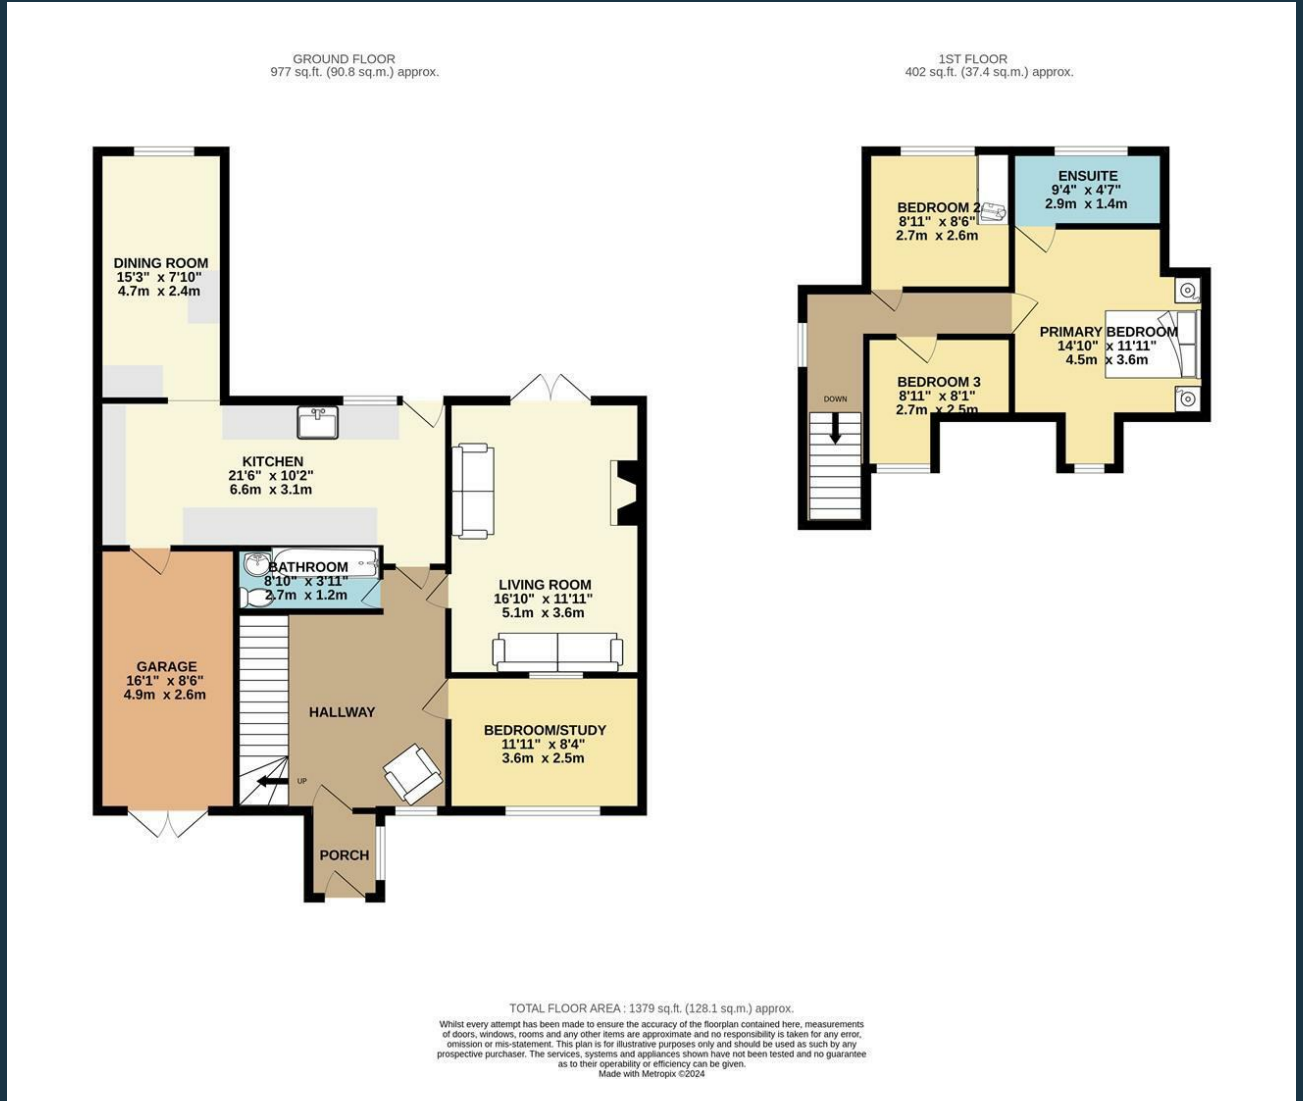 GROUND FLOOR
977 sq.ft. (90.8 sq.m.) approx.
1ST FLOOR
402 sq.ft. (37.4 sq.m.) approx.
DINING ROOM
15'3" x 7'10"
4.7m x 2.4m
KITCHEN
21'6" x 10'2"
6.6m x 3.1m
BATHROOM
8'10" x 3'11"
2.7m x 1.2m
LIVING ROOM
16'10" x 11'11"
5.1m x 3.6m
GARAGE
16'1" x 8'6"
4.9m x 2.6m
HALLWAY
BEDROOM/STUDY
11'11" x 8'4"
3.6m x 2.5m
UP
PORCH
ENSUITE
9'4" x 4'7"
2.9m x 1.4m
BEDROOM 2
8'11" x 8'6"
2.7m x 2.6m
PRIMARY BEDROOM
14'10" x 11'11"
4.5m x 3.6m
BEDROOM 3
8'11" x 8'1"
2.7m x 2.5m
DOWN
TOTAL FLOOR AREA : 1379 sq.ft. (128.1 sq.m.) approx.
Whilst every attempt has been made to ensure the accuracy of the floorplan contained here, measurements
of doors, windows, rooms and any other items are approximate and no responsibility is taken for any error,
omission or mis-statement. This plan is for illustrative purposes only and should be used as such by any
prospective purchaser. The services, systems and appliances shown have not been tested and no guarantee
as to their operability or efficiency can be given.
Made with Metropix ©2024